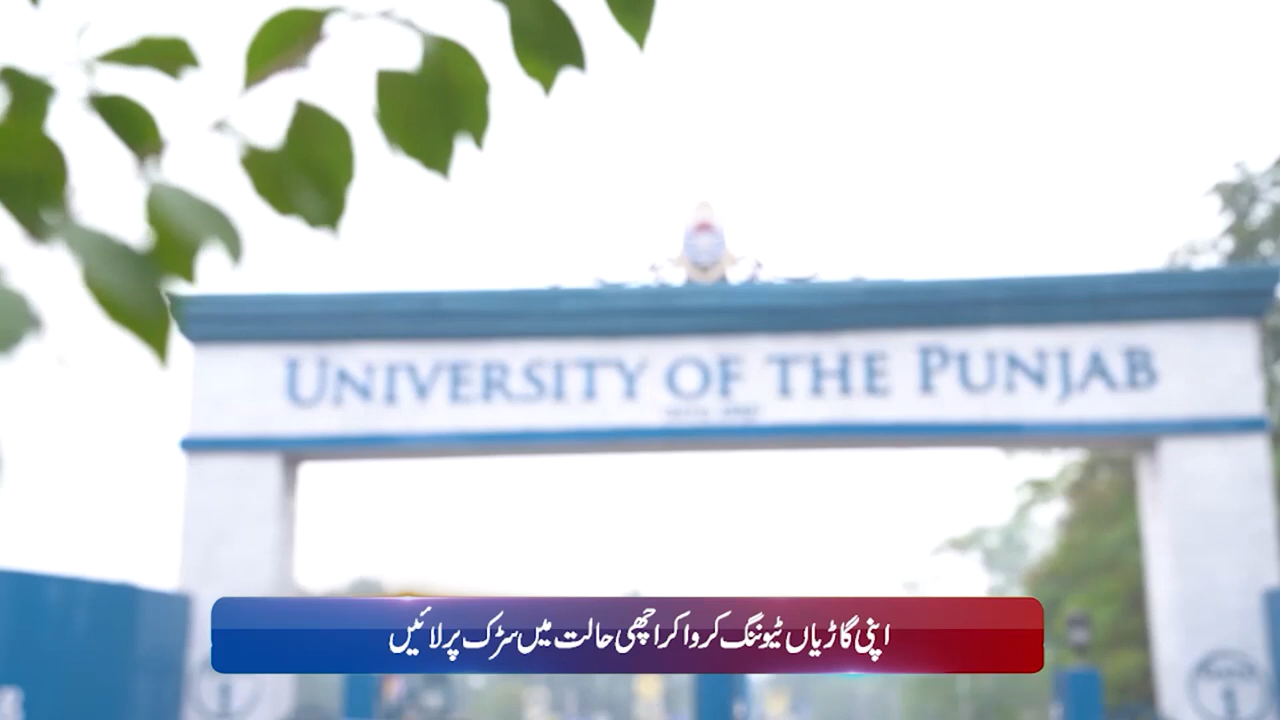 UNIVERSITY OF THE PUNJAB
اپنی گاڑیاں ٹیوننگ کروا کر اچھی حالت میں سڑک پر لائیں